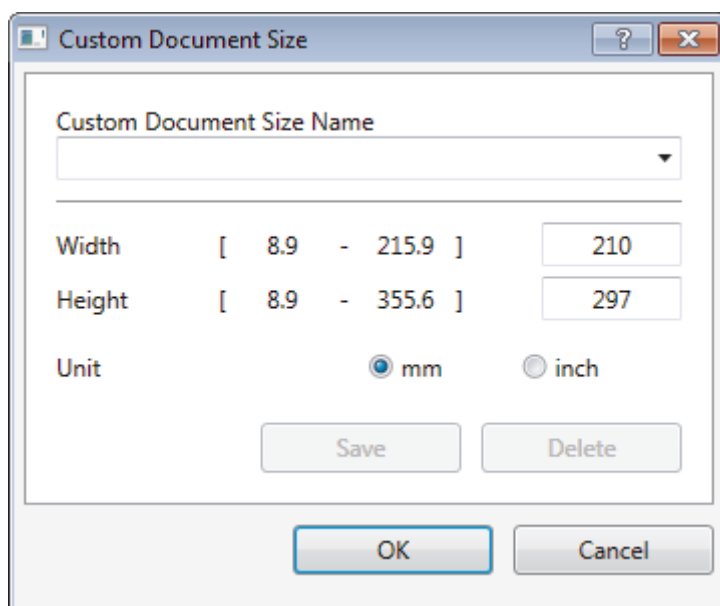 Custom Document Size
Custom Document Size Name
Width [ 8.9 - 215.9 ] 210
Height [ 8.9 - 355.6 ] 297
Unit mm inch
Save Delete
OK Cancel